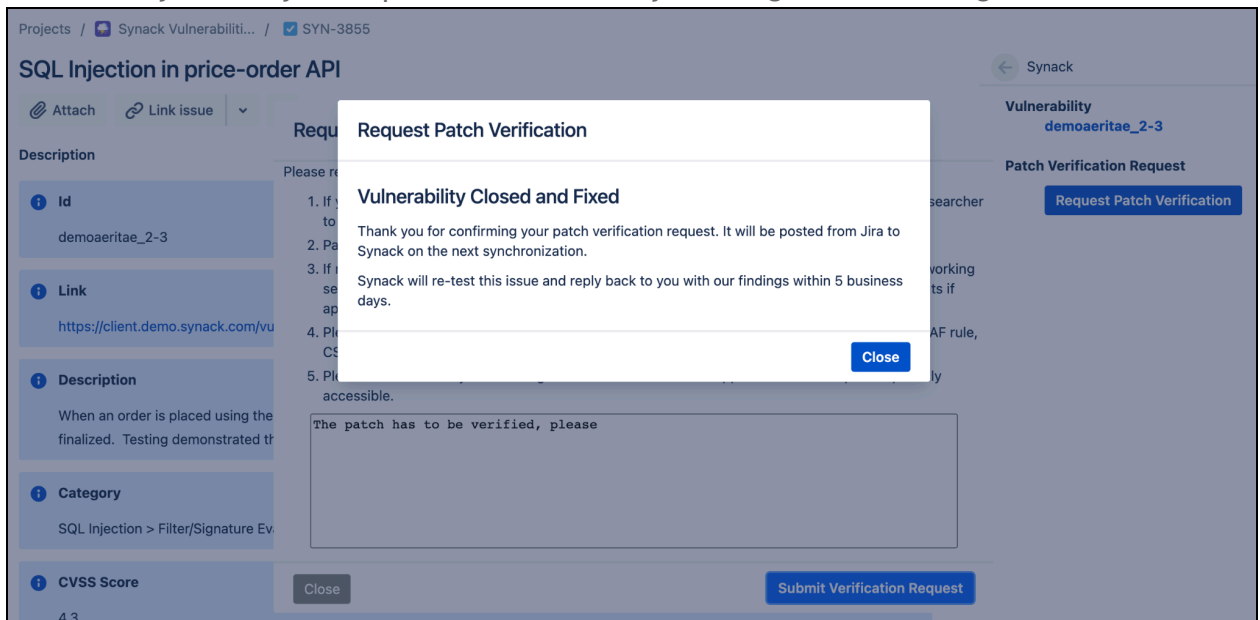 Projects / Synack Vulnerabiliti... / SYN-3855
SQL Injection in price-order API
Attach Link issue
Description
Id
demoaeritae_2-3
Link
https://client.demo.synack.com/vu
Description
When an order is placed using the
finalized. Testing demonstrated th
Category
SQL Injection > Filter/Signature Ev
CVSS Score
4.3
Requ
Please re
1. If
searcher
to
2. Pa
3. If
working
se
ts if
ap
4. Ple
AF rule,
CS
5. Ple
ly
accessible.
The patch has to be verified, please
Close
Submit Verification Request
Request Patch Verification
Vulnerability Closed and Fixed
Thank you for confirming your patch verification request. It will be posted from Jira to
Synack on the next synchronization.
Synack will re-test this issue and reply back to you with our findings within 5 business
days.
Close
Synack
Vulnerability
demoaeritae_2-3
Patch Verification Request
Request Patch Verification